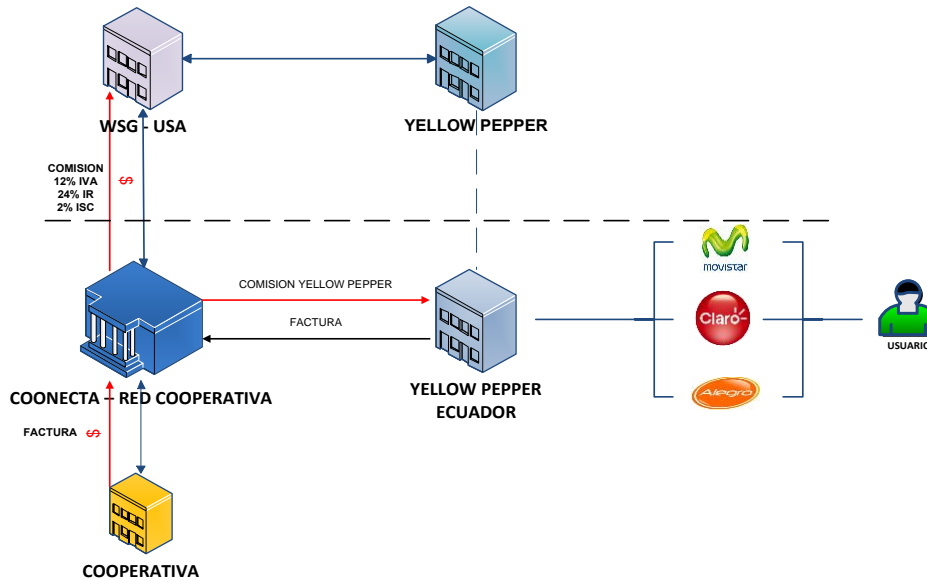 WSG - USA
YELLOW PEPPER
COMISION
12% IVA
24% IR
2% ISC
$
movistar
COMISION YELLOW PEPPER
FACTURA
Claro
USUARIO
COONECTA – RED COOPERATIVA
YELLOW PEPPER
ECUADOR
Alegro
FACTURA
$
COOPERATIVA